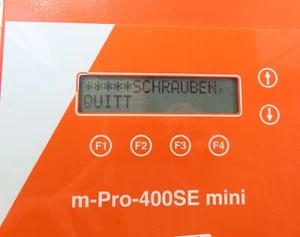 *****SCHRAUBEN,
QUITT
F1 F2 F3 F4
m-Pro-400SE mini